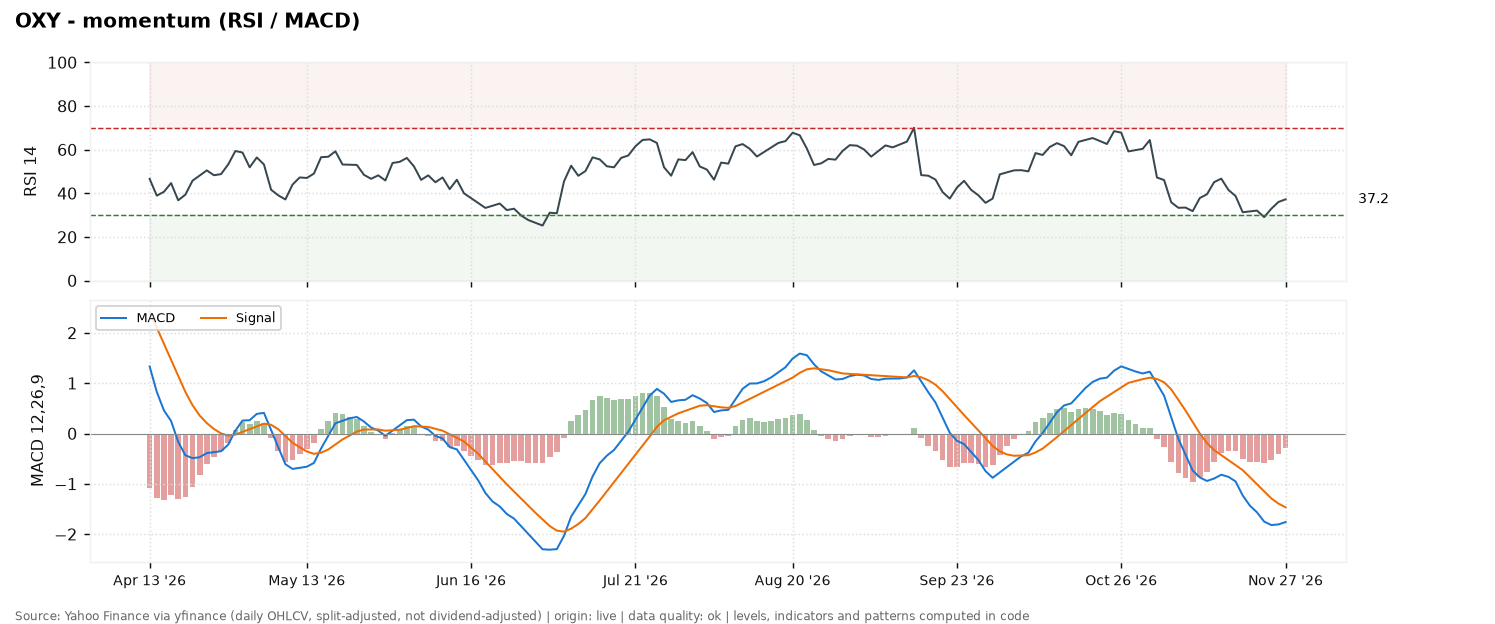 OXY - momentum (RSI / MACD)
100
80
60
40
20
0
RSI 14
37.2
MACD
Signal
2
1
0
−1
−2
MACD 12,26,9
Apr 13 '26
May 13 '26
Jun 16 '26
Jul 21 '26
Aug 20 '26
Sep 23 '26
Oct 26 '26
Nov 27 '26
Source: Yahoo Finance via yfinance (daily OHLCV, split-adjusted, not dividend-adjusted) | origin: live | data quality: ok | levels, indicators and patterns computed in code